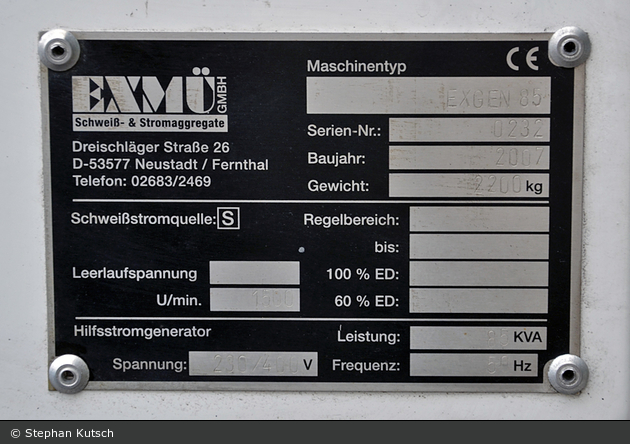 EXMÜ GMBH
Schweiß- & Stromaggregate
Dreischläger Straße 26
D-53577 Neustadt / Fernthal
Telefon: 02683/2469
CE
Maschinentyp
EXGEN 85
Serien-Nr.: 0232
Baujahr: 2007
Gewicht: 2200 kg
Schweißstromquelle: S
Regelbereich:
bis:
Leerlaufspannung
100 % ED:
U/min. 1500
60 % ED:
Hilfsstromgenerator
Leistung: KVA
Spannung: V
Frequenz: Hz
© Stephan Kutsch